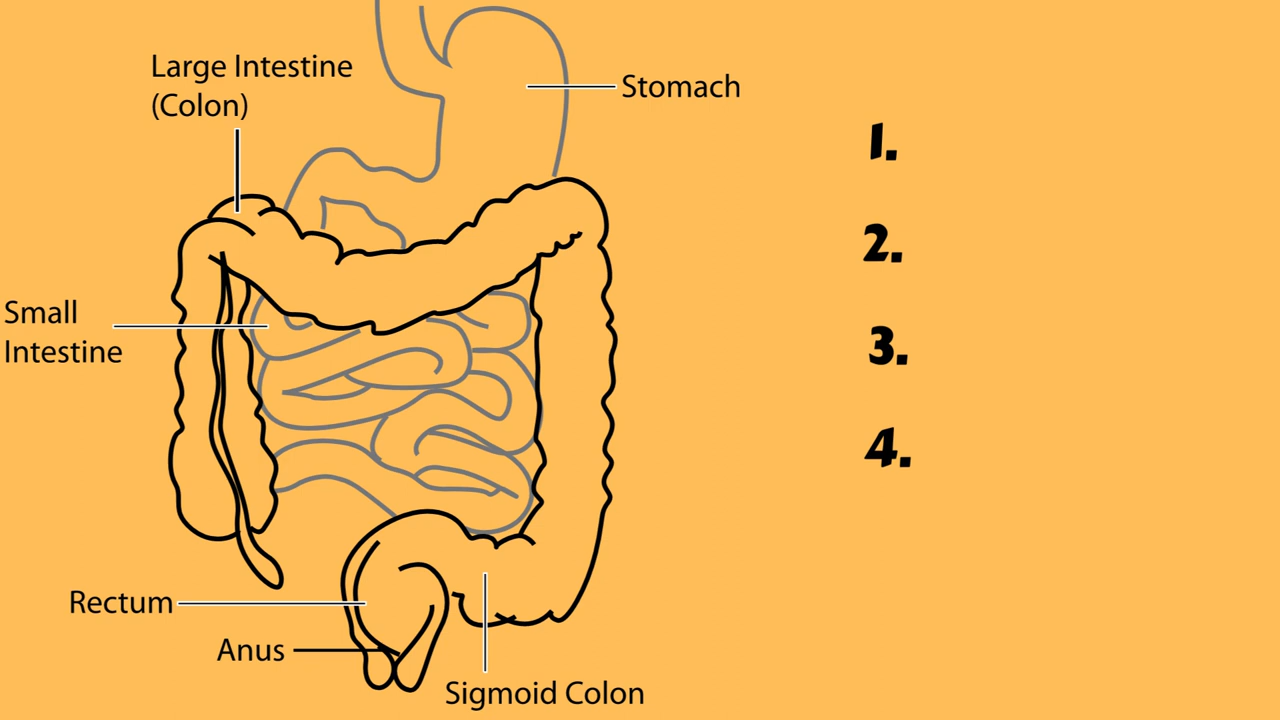 Large Intestine
(Colon)
Stomach
1.
2.
Small
Intestine
3.
4.
Rectum
Anus
Sigmoid Colon